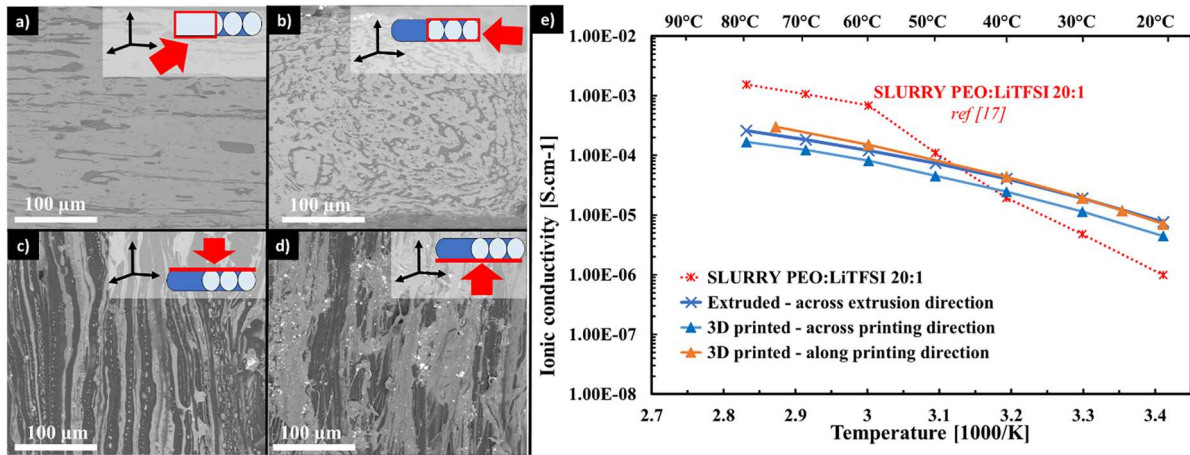 a)
b)
100 µm
100 µm
c)
d)
100 µm
100 µm
e)
90°C 80°C 70°C 60°C 50°C 40°C 30°C 20°C
1.00E-02
1.00E-03
1.00E-04
1.00E-05
1.00E-06
1.00E-07
1.00E-08
Ionic conductivity [S.cm-1]
SLURRY PEO:LiTFSI 20:1
ref [17]
SLURRY PEO:LiTFSI 20:1
Extruded - across extrusion direction
3D printed - across printing direction
3D printed - along printing direction
2.7 2.8 2.9 3 3.1 3.2 3.3 3.4
Temperature [1000/K]